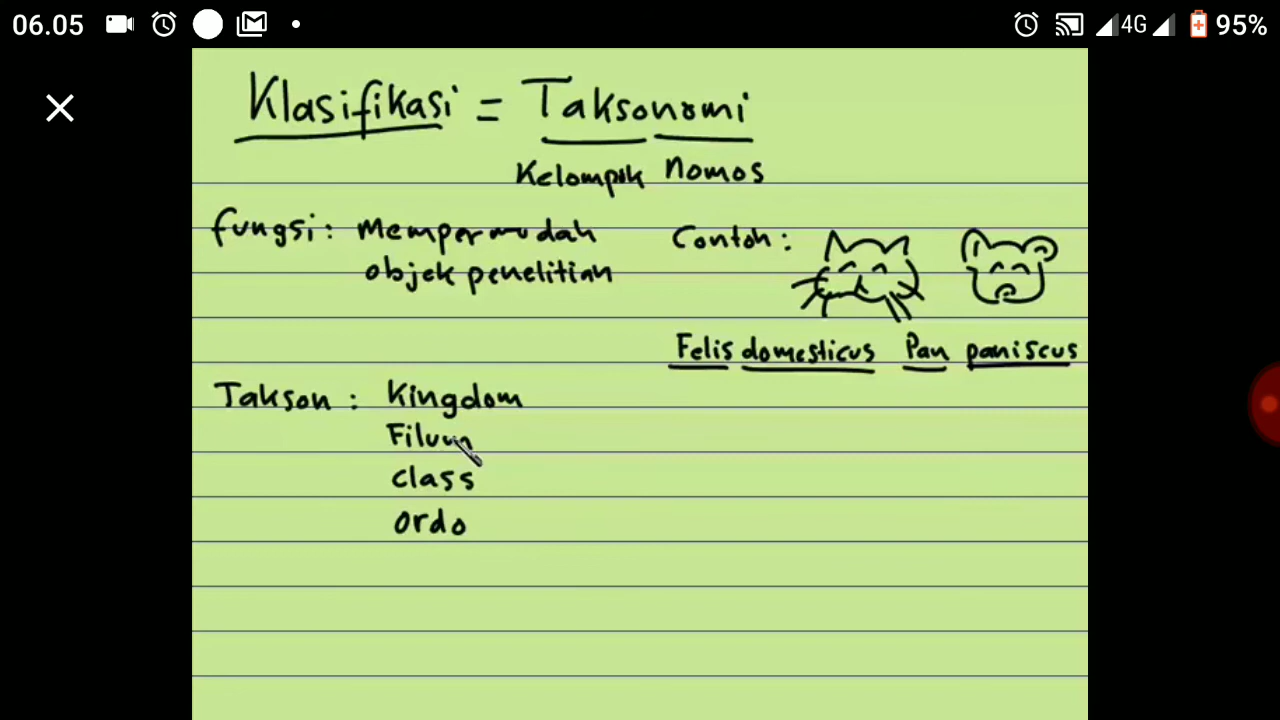 06.05 4G 95%
Klasifikasi = Taksonomi
Kelompok Nomos
fungsi : Mempermudah
objek penelitian
Contoh :
Felis domesticus Pan paniscus
Takson : Kingdom
Filum
Class
Ordo